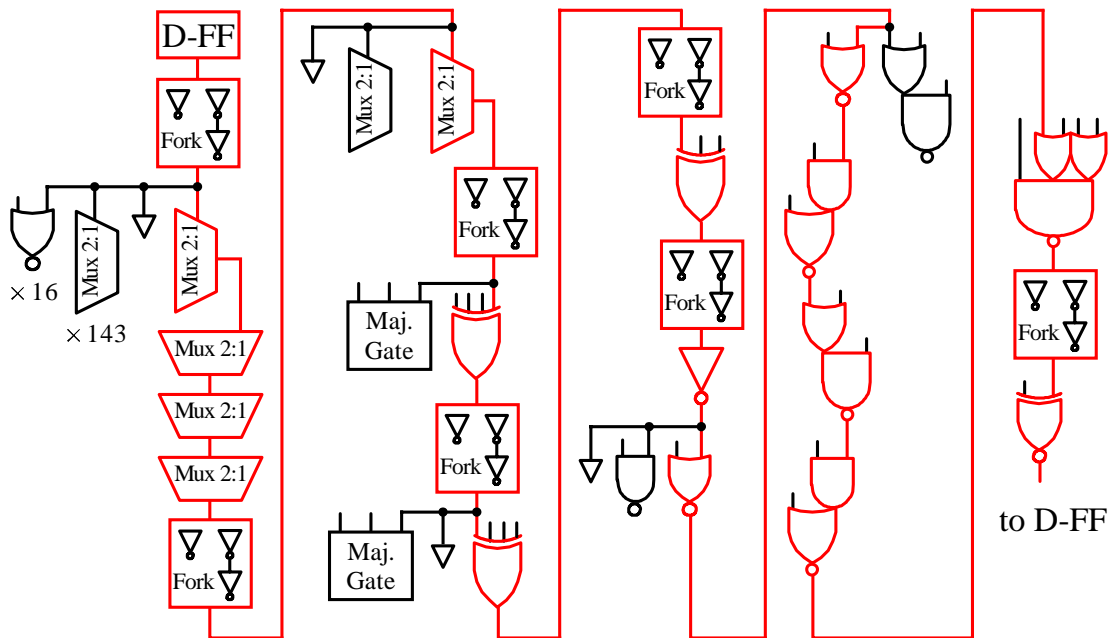 D-FF
Fork
× 16
Mux 2:1
× 143
Mux 2:1
Mux 2:1
Mux 2:1
Mux 2:1
Fork
Mux 2:1
Mux 2:1
Fork
Maj.
Gate
Fork
Maj.
Gate
Fork
Fork
Fork
to D-FF